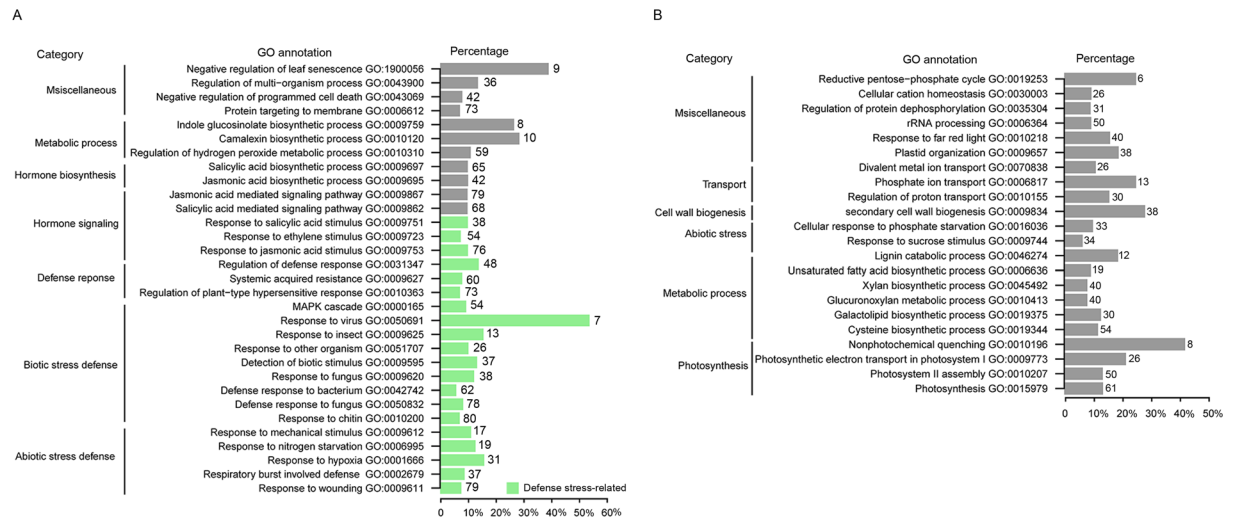 A
Category GO annotation Percentage
Msiscellaneous
Negative regulation of leaf senescence GO:1900056 9
Regulation of multi-organism process GO:0043900 36
Negative regulation of programmed cell death GO:0043069 42
Protein targeting to membrane GO:0006612 73
Metabolic process
Indole glucosinolate biosynthetic process GO:0009759 8
Camalexin biosynthetic process GO:0010120 10
Regulation of hydrogen peroxide metabolic process GO:0010310 59
Hormone biosynthesis
Salicylic acid biosynthetic process GO:0009697 65
Jasmonic acid biosynthetic process GO:0009695 42
Hormone signaling
Jasmonic acid mediated signaling pathway GO:0009867 79
Salicylic acid mediated signaling pathway GO:0009862 68
Response to salicylic acid stimulus GO:0009751 38
Response to ethylene stimulus GO:0009723 54
Response to jasmonic acid stimulus GO:0009753 76
Defense reponse
Regulation of defense response GO:0031347 48
Systemic acquired resistance GO:0009627 60
Regulation of plant-type hypersensitive response GO:0010363 73
Biotic stress defense
MAPK cascade GO:0000165 54
Response to virus GO:0050691 7
Response to insect GO:0009625 13
Response to other organism GO:0051707 26
Detection of biotic stimulus GO:0009595 37
Response to fungus GO:0009620 38
Defense response to bacterium GO:0042742 62
Defense response to fungus GO:0050832 78
Response to chitin GO:0010200 80
Abiotic stress defense
Response to mechanical stimulus GO:0009612 17
Response to nitrogen starvation GO:0006995 19
Response to hypoxia GO:0001666 31
Respiratory burst involved defense GO:0002679 37
Response to wounding GO:0009611 79
Defense stress-related
0 10% 20% 30% 40% 50% 60%
B
Category GO annotation Percentage
Msiscellaneous
Reductive pentose−phosphate cycle GO:0019253 6
Cellular cation homeostasis GO:0030003 26
Regulation of protein dephosphorylation GO:0035304 31
rRNA processing GO:0006364 50
Response to far red light GO:0010218 40
Plastid organization GO:0009657 38
Transport
Divalent metal ion transport GO:0070838 26
Phosphate ion transport GO:0006817 13
Regulation of proton transport GO:0010155 30
Cell wall biogenesis
secondary cell wall biogenesis GO:0009834 38
Abiotic stress
Cellular response to phosphate starvation GO:0016036 33
Response to sucrose stimulus GO:0009744 34
Metabolic process
Lignin catabolic process GO:0046274 12
Unsaturated fatty acid biosynthetic process GO:0006636 19
Xylan biosynthetic process GO:0045492 40
Glucuronoxylan metabolic process GO:0010413 40
Galactolipid biosynthetic process GO:0019375 30
Cysteine biosynthetic process GO:0019344 54
Photosynthesis
Nonphotochemical quenching GO:0010196 8
Photosynthetic electron transport in photosystem I GO:0009773 26
Photosystem II assembly GO:0010207 50
Photosynthesis GO:0015979 61
0 10% 20% 30% 40% 50%